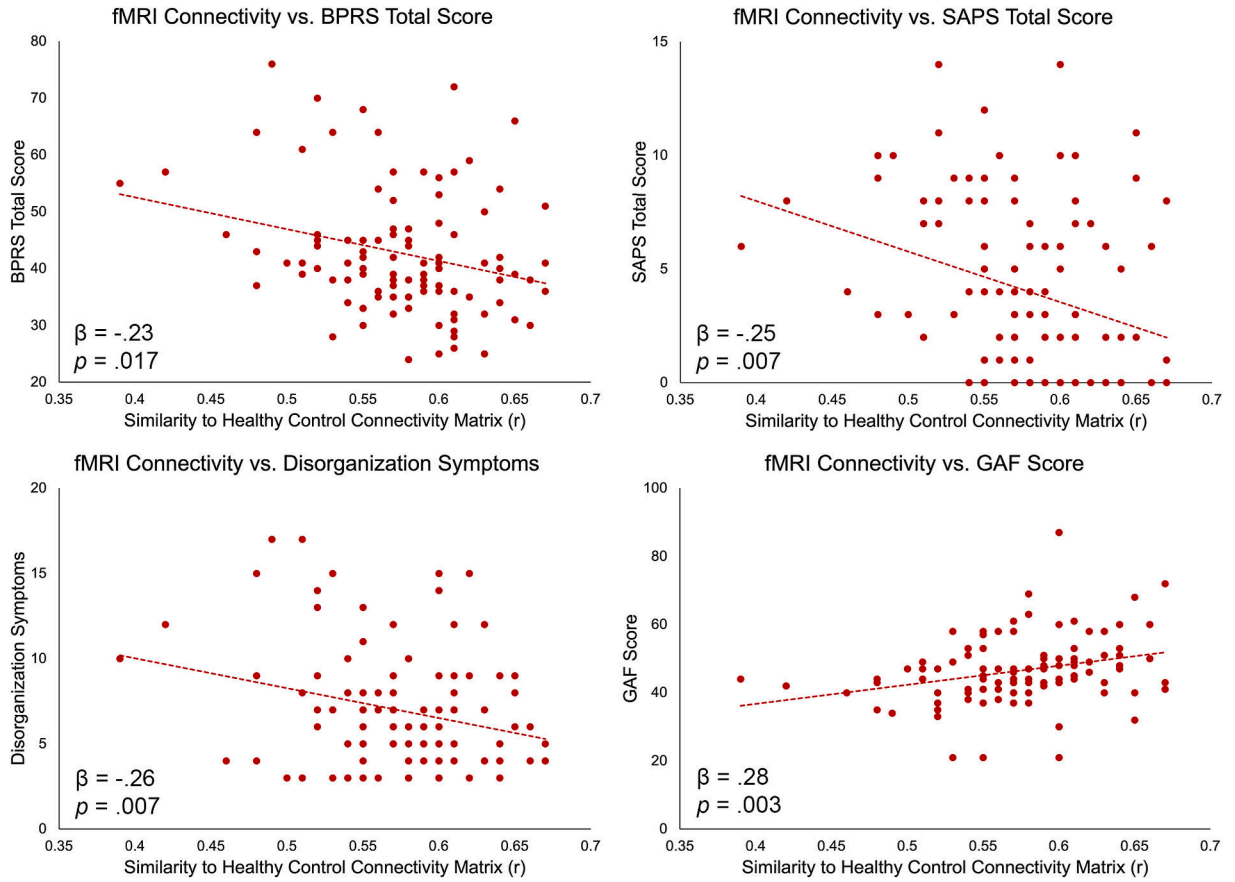 fMRI Connectivity vs. BPRS Total Score
80
70
60
50
40
30
20
BPRS Total Score
β = -.23
p = .017
0.35 0.4 0.45 0.5 0.55 0.6 0.65 0.7
Similarity to Healthy Control Connectivity Matrix (r)
fMRI Connectivity vs. SAPS Total Score
15
10
5
0
SAPS Total Score
β = -.25
p = .007
0.35 0.4 0.45 0.5 0.55 0.6 0.65 0.7
Similarity to Healthy Control Connectivity Matrix (r)
fMRI Connectivity vs. Disorganization Symptoms
20
15
10
5
0
Disorganization Symptoms
β = -.26
p = .007
0.35 0.4 0.45 0.5 0.55 0.6 0.65 0.7
Similarity to Healthy Control Connectivity Matrix (r)
fMRI Connectivity vs. GAF Score
100
80
60
40
20
0
GAF Score
β = .28
p = .003
0.35 0.4 0.45 0.5 0.55 0.6 0.65 0.7
Similarity to Healthy Control Connectivity Matrix (r)